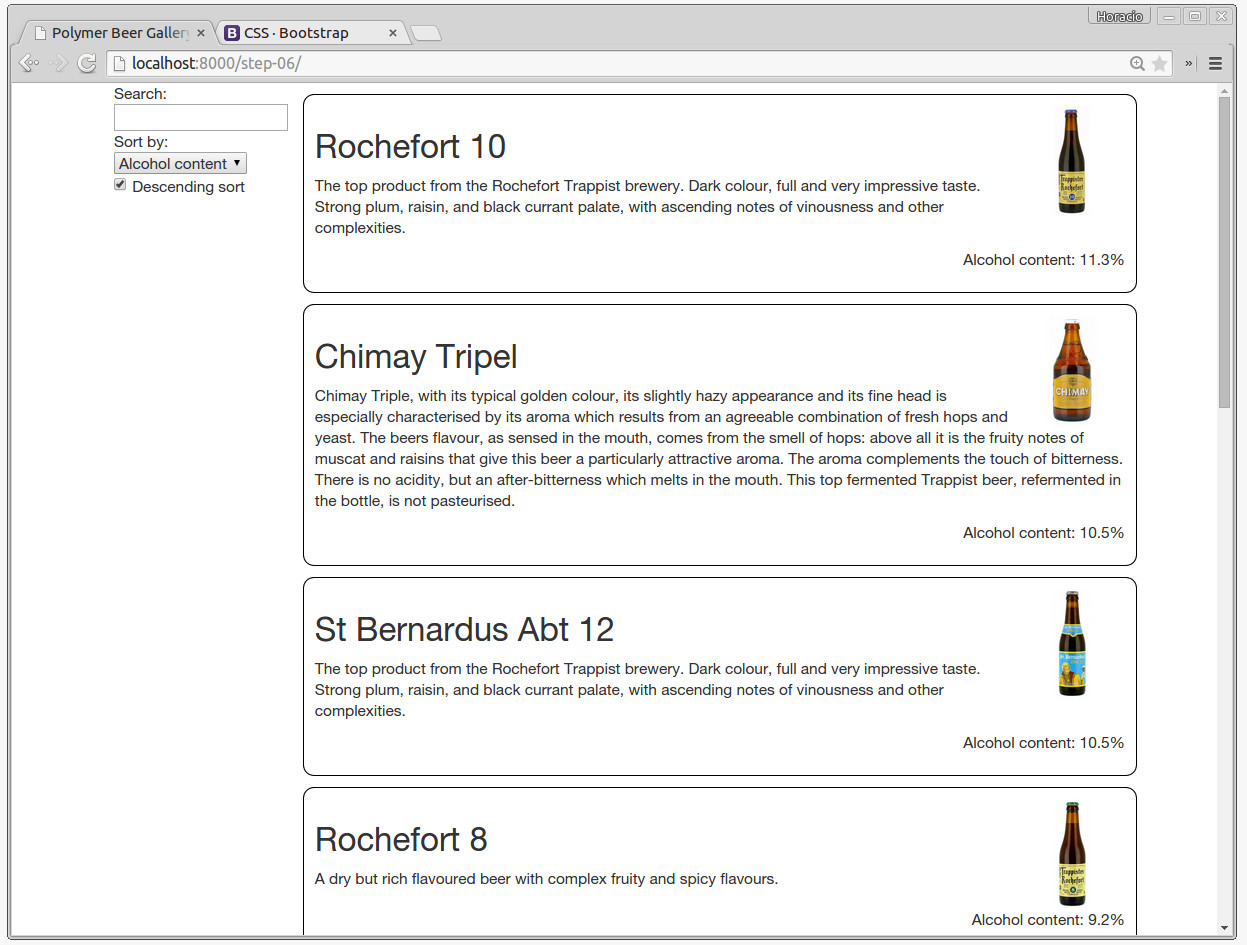 Horacio
Polymer Beer Gallery
CSS · Bootstrap
localhost:8000/step-06/
Search:
Sort by:
Alcohol content
Descending sort
Rochefort 10
The top product from the Rochefort Trappist brewery. Dark colour, full and very impressive taste.
Strong plum, raisin, and black currant palate, with ascending notes of vinousness and other
complexities.
Trappistes
Rochefort
10
Alcohol content: 11.3%
Chimay Tripel
Chimay Triple, with its typical golden colour, its slightly hazy appearance and its fine head is
especially characterised by its aroma which results from an agreeable combination of fresh hops and
yeast. The beers flavour, as sensed in the mouth, comes from the smell of hops: above all it is the fruity notes of
muscat and raisins that give this beer a particularly attractive aroma. The aroma complements the touch of bitterness.
There is no acidity, but an after-bitterness which melts in the mouth. This top fermented Trappist beer, refermented in
the bottle, is not pasteurised.
CHIMAY
Alcohol content: 10.5%
St Bernardus Abt 12
The top product from the Rochefort Trappist brewery. Dark colour, full and very impressive taste.
Strong plum, raisin, and black currant palate, with ascending notes of vinousness and other
complexities.
Alcohol content: 10.5%
Rochefort 8
A dry but rich flavoured beer with complex fruity and spicy flavours.
Trappistes
Rochefort
8
Alcohol content: 9.2%